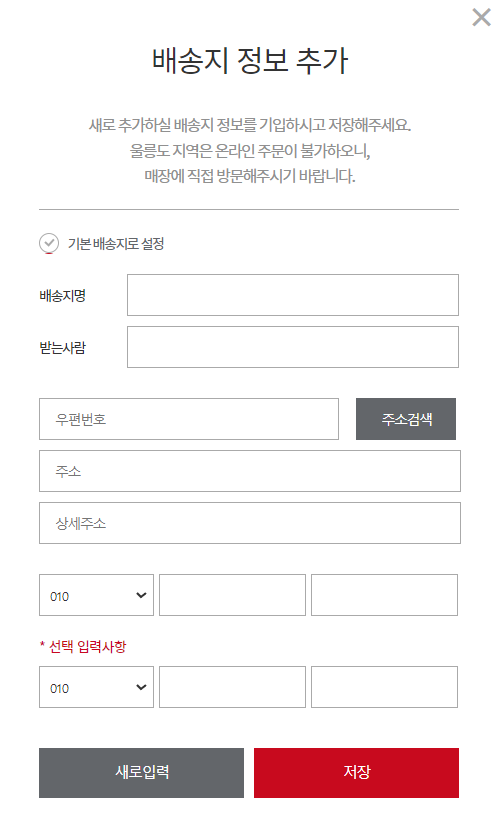 배송지 정보 추가
새로 추가하실 배송지 정보를 기입하시고 저장해주세요.
울릉도 지역은 온라인 주문이 불가하오니,
매장에 직접 방문해주시기 바랍니다.
기본 배송지로 설정
배송지명
받는사람
우편번호
주소검색
주소
상세주소
010
* 선택 입력사항
010
새로입력
저장